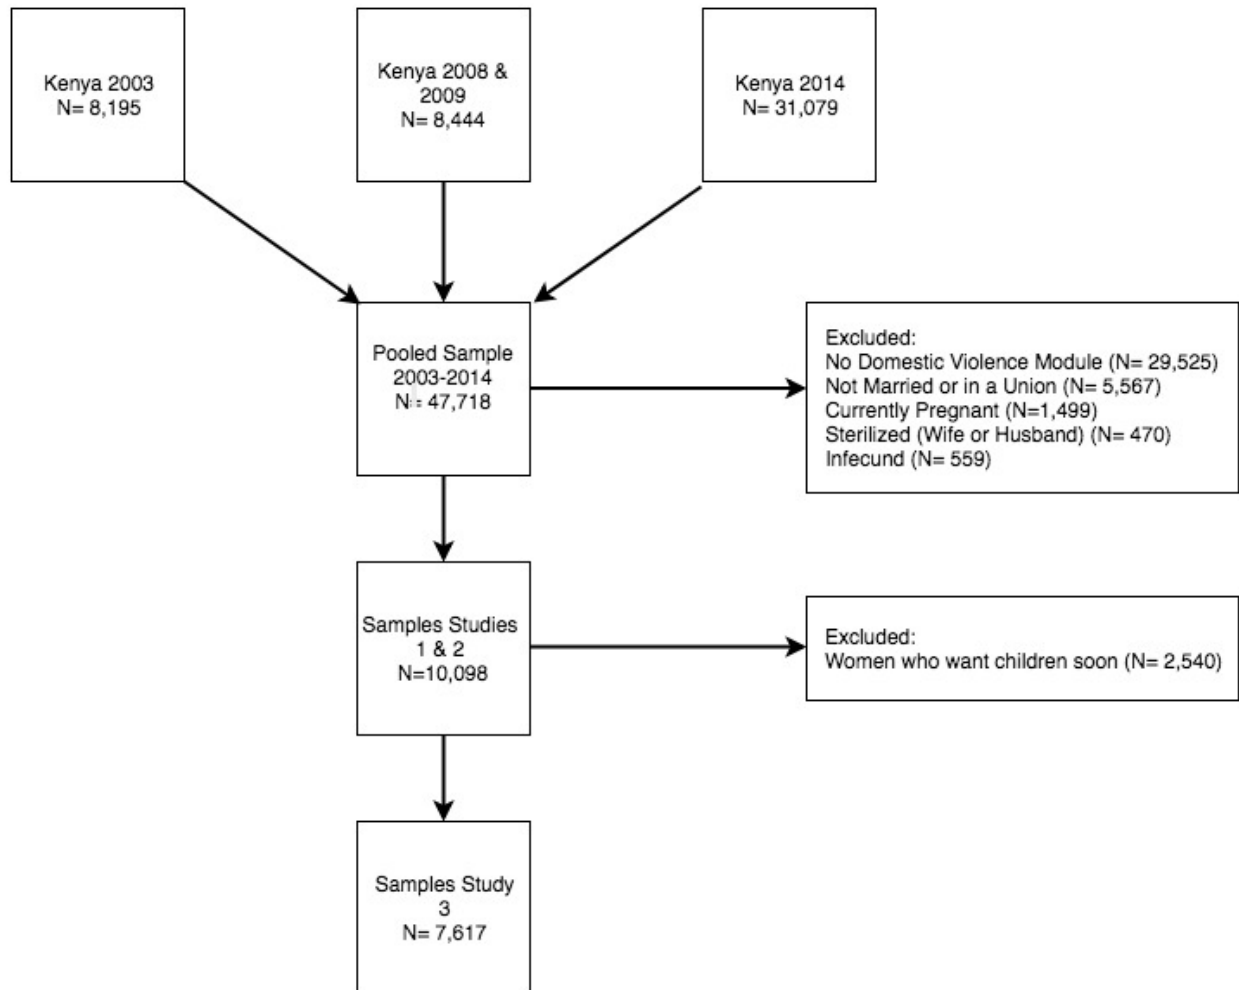 Kenya 2003
N= 8,195
Kenya 2008 &
2009
N= 8,444
Kenya 2014
N= 31,079
Pooled Sample
2003-2014
N= 47,718
Excluded:
No Domestic Violence Module (N= 29,525)
Not Married or in a Union (N= 5,567)
Currently Pregnant (N=1,499)
Sterilized (Wife or Husband) (N= 470)
Infecund (N= 559)
Samples Studies
1 & 2
N=10,098
Excluded:
Women who want children soon (N= 2,540)
Samples Study
3
N= 7,617